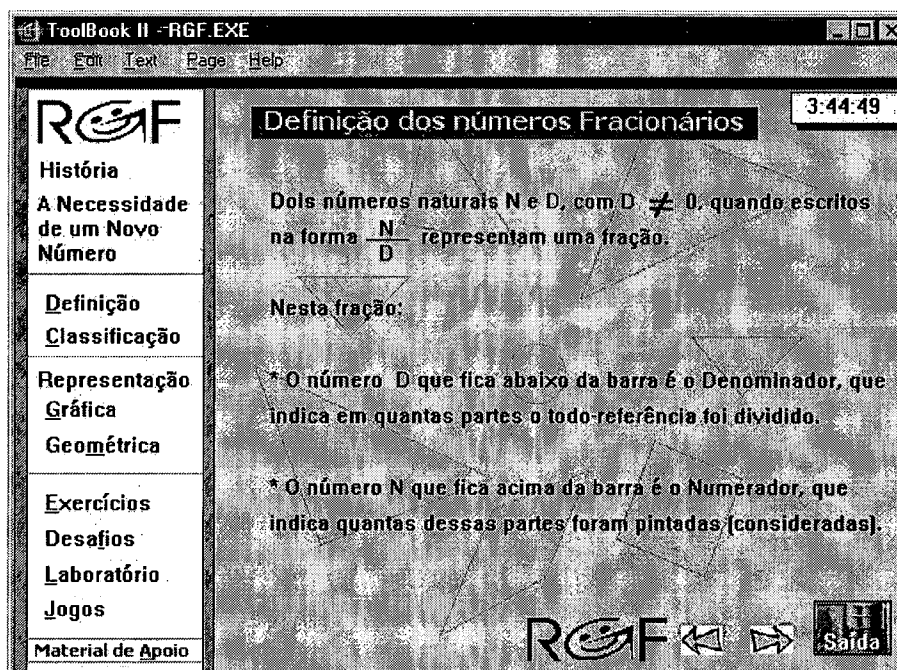 ToolBook II - RGF.EXE
File Edit Text Page Help
RGF
História
A Necessidade
de um Novo
Número
Definição
Classificação
Representação
Gráfica
Geométrica
Exercícios
Desafios
Laboratório
Jogos
Material de Apoio
Definição dos números Fracionários
3:44:49
Dois números naturais N e D, com D ≠ 0, quando escritos
na forma N/D representam uma fração.
Nesta fração:
* O número D que fica abaixo da barra é o Denominador, que
indica em quantas partes o todo-referência foi dividido.
* O número N que fica acima da barra é o Numerador, que
indica quantas dessas partes foram pintadas (consideradas).
RGF
Saída